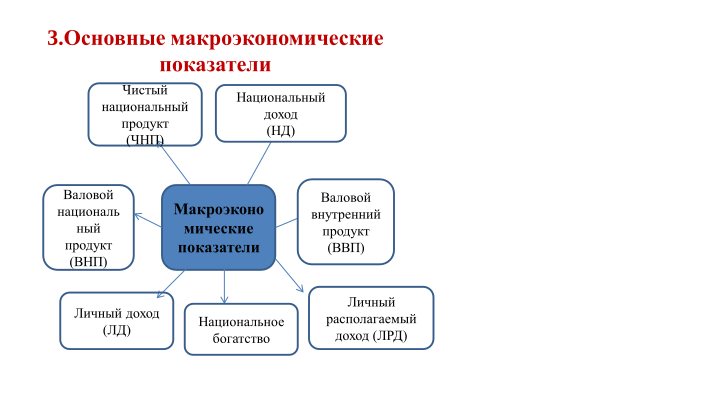 3.Основные макроэкономические
показатели
Чистый
национальный
продукт
(ЧНП)
Национальный
доход
(НД)
Валовой
националь
ный
продукт
(ВНП)
Макроэконо
мические
показатели
Валовой
внутренний
продукт
(ВВП)
Личный доход
(ЛД)
Национальное
богатство
Личный
располагаемый
доход (ЛРД)